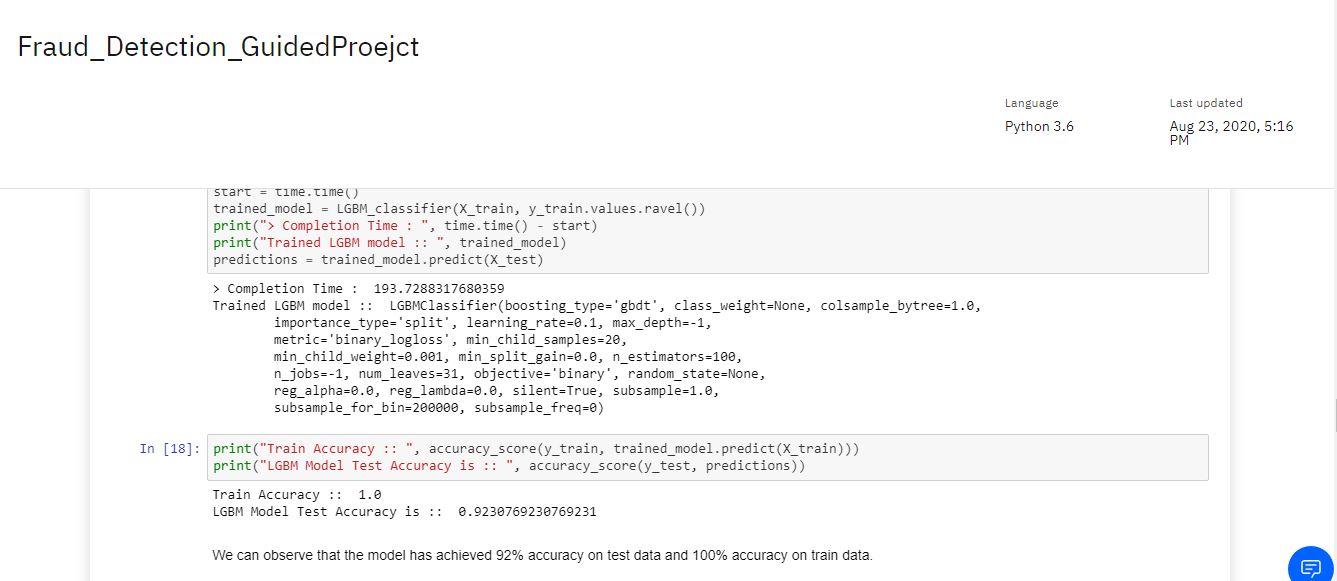 Fraud_Detection_GuidedProejct
Language
Python 3.6
Last updated
Aug 23, 2020, 5:16
PM
start = time.time()
trained_model = LGBM_classifier(X_train, y_train.values.ravel())
print("> Completion Time : ", time.time() - start)
print("Trained LGBM model :: ", trained_model)
predictions = trained_model.predict(X_test)
> Completion Time :  193.7288317680359
Trained LGBM model ::  LGBMClassifier(boosting_type='gbdt', class_weight=None, colsample_bytree=1.0,
importance_type='split', learning_rate=0.1, max_depth=-1,
metric='binary_logloss', min_child_samples=20,
min_child_weight=0.001, min_split_gain=0.0, n_estimators=100,
n_jobs=-1, num_leaves=31, objective='binary', random_state=None,
reg_alpha=0.0, reg_lambda=0.0, silent=True, subsample=1.0,
subsample_for_bin=200000, subsample_freq=0)
In [18]: print("Train Accuracy :: ", accuracy_score(y_train, trained_model.predict(X_train)))
print("LGBM Model Test Accuracy is :: ", accuracy_score(y_test, predictions))
Train Accuracy ::  1.0
LGBM Model Test Accuracy is ::  0.9230769230769231
We can observe that the model has achieved 92% accuracy on test data and 100% accuracy on train data.